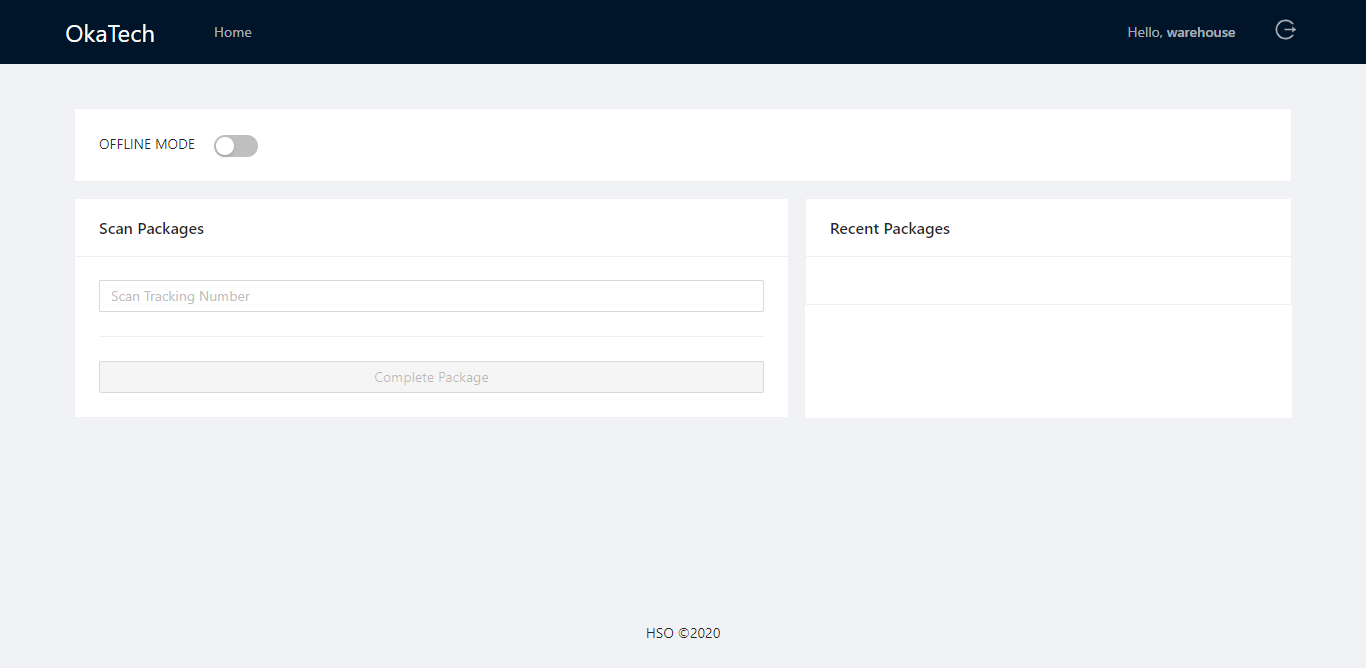 OkaTech
Home
Hello, warehouse
OFFLINE MODE
Scan Packages
Scan Tracking Number
Complete Package
Recent Packages
HSO ©2020